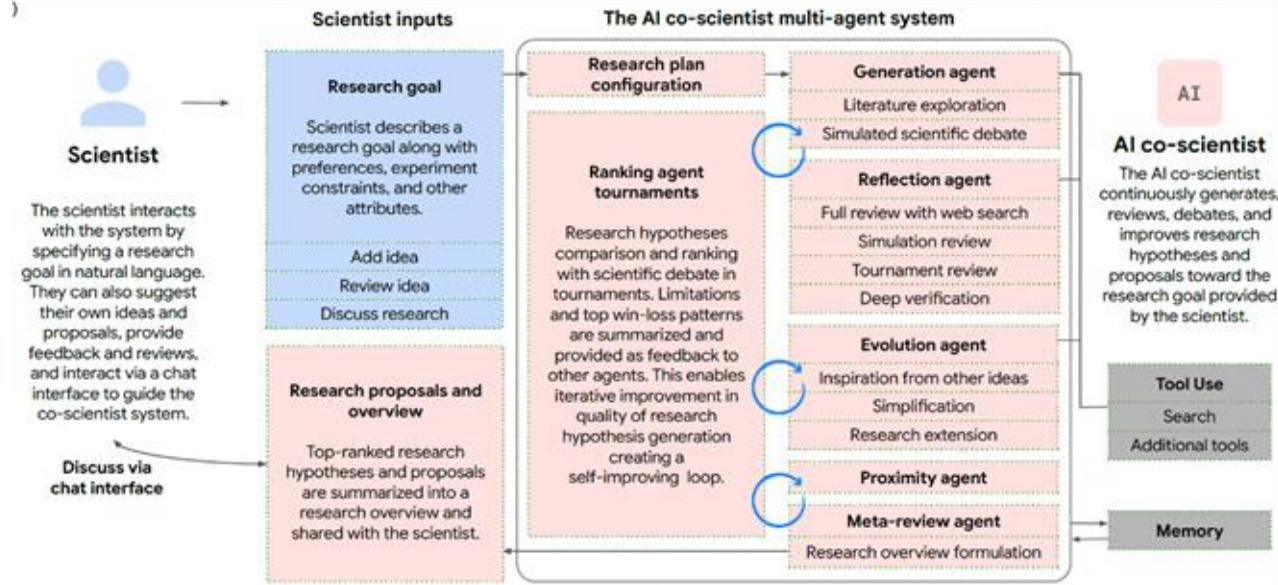 )
Scientist inputs
The AI co-scientist multi-agent system
Scientist
The scientist interacts
with the system by
specifying a research
goal in natural language.
They can also suggest
their own ideas and
proposals, provide
feedback and reviews,
and interact via a chat
interface to guide the
co-scientist system.
Discuss via
chat interface
Research goal
Scientist describes a
research goal along with
preferences, experiment
constraints, and other
attributes.
Add idea
Review idea
Discuss research
Research proposals and
overview
Top-ranked research
hypotheses and proposals
are summarized into a
research overview and
shared with the scientist.
Research plan
configuration
Ranking agent
tournaments
Research hypotheses
comparison and ranking
with scientific debate in
tournaments. Limitations
and top win-loss patterns
are summarized and
provided as feedback to
other agents. This enables
iterative improvement in
quality of research
hypothesis generation
creating a
self-improving loop.
Generation agent
Literature exploration
Simulated scientific debate
Reflection agent
Full review with web search
Simulation review
Tournament review
Deep verification
Evolution agent
Inspiration from other ideas
Simplification
Research extension
Proximity agent
Meta-review agent
Research overview formulation
AI
AI co-scientist
The AI co-scientist
continuously generates,
reviews, debates, and
improves research
hypotheses and
proposals toward the
research goal provided
by the scientist.
Tool Use
Search
Additional tools
Memory